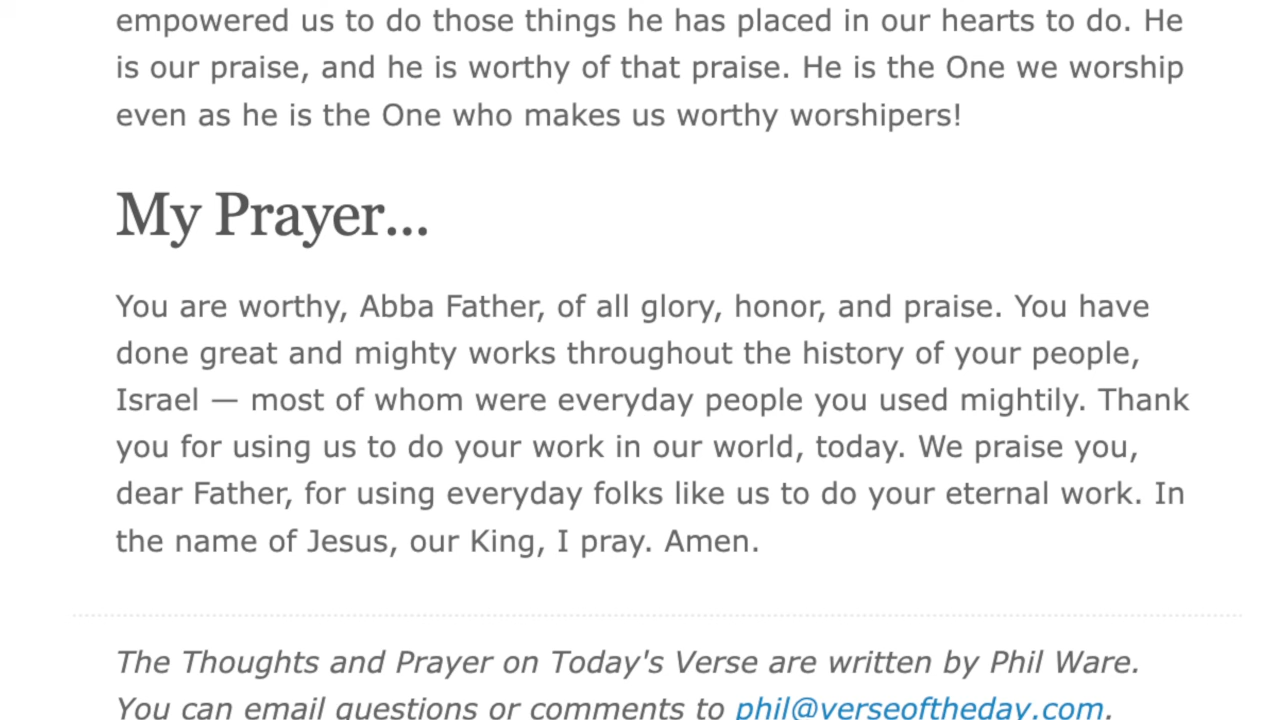 empowered us to do those things he has placed in our hearts to do. He
is our praise, and he is worthy of that praise. He is the One we worship
even as he is the One who makes us worthy worshipers!
My Prayer...
You are worthy, Abba Father, of all glory, honor, and praise. You have
done great and mighty works throughout the history of your people,
Israel — most of whom were everyday people you used mightily. Thank
you for using us to do your work in our world, today. We praise you,
dear Father, for using everyday folks like us to do your eternal work. In
the name of Jesus, our King, I pray. Amen.
The Thoughts and Prayer on Today's Verse are written by Phil Ware.
You can email questions or comments to phil@verseoftheday.com.